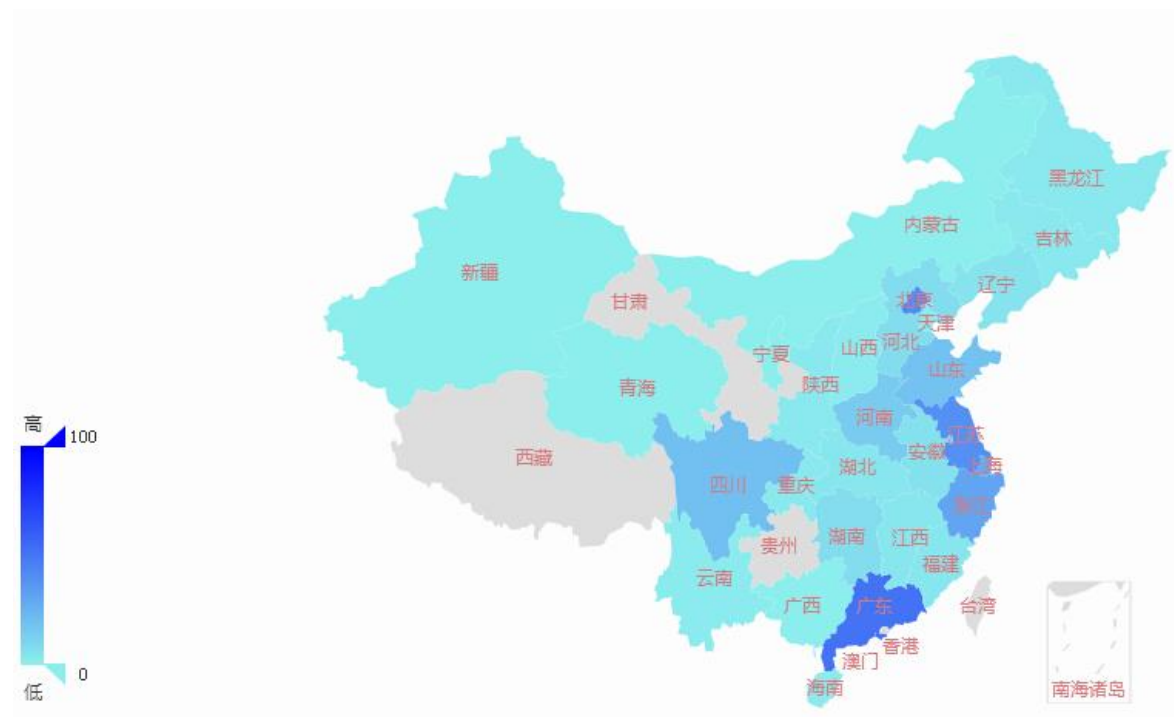 黑龙江
内蒙古
吉林
新疆
辽宁
甘肃
北京
天津
宁夏
山西
河北
山东
青海
陕西
河南
高
100
江苏
安徽
上海
西藏
湖北
四川
重庆
浙江
湖南
江西
贵州
福建
云南
广西
广东
台湾
香港
澳门
0
低
海南
南海诸岛